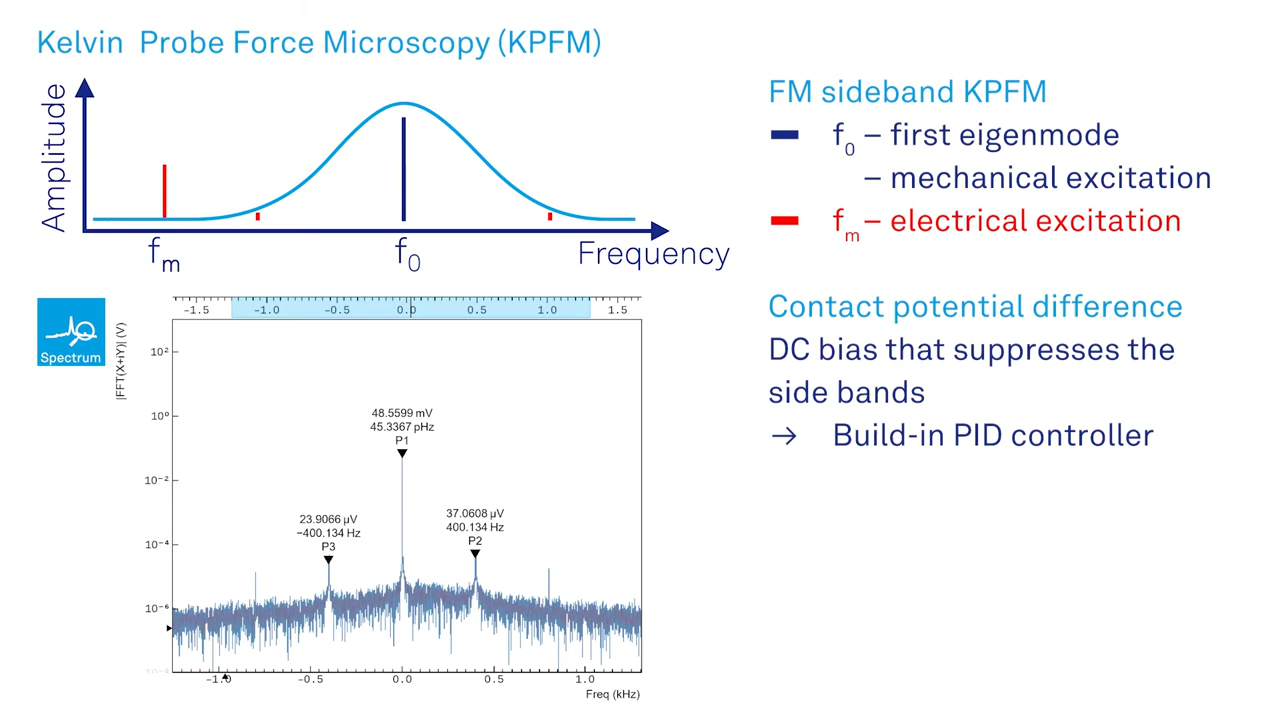 Kelvin Probe Force Microscopy (KPFM)
Amplitude
fm
f0
Frequency
FM sideband KPFM
f0 – first eigenmode
– mechanical excitation
fm – electrical excitation
Contact potential difference
DC bias that suppresses the
side bands
→ Build-in PID controller
Spectrum
|FFT(X+iY)| (V)
-1.5 -1.0 -0.5 0.0 0.5 1.0 1.5
10²
10⁰
10⁻²
10⁻⁴
10⁻⁶
10⁻⁸
48.5599 mV
45.3367 pHz
P1
23.9066 µV
−400.134 Hz
P3
37.0608 µV
400.134 Hz
P2
-1.0 -0.5 0.0 0.5 1.0
Freq (kHz)